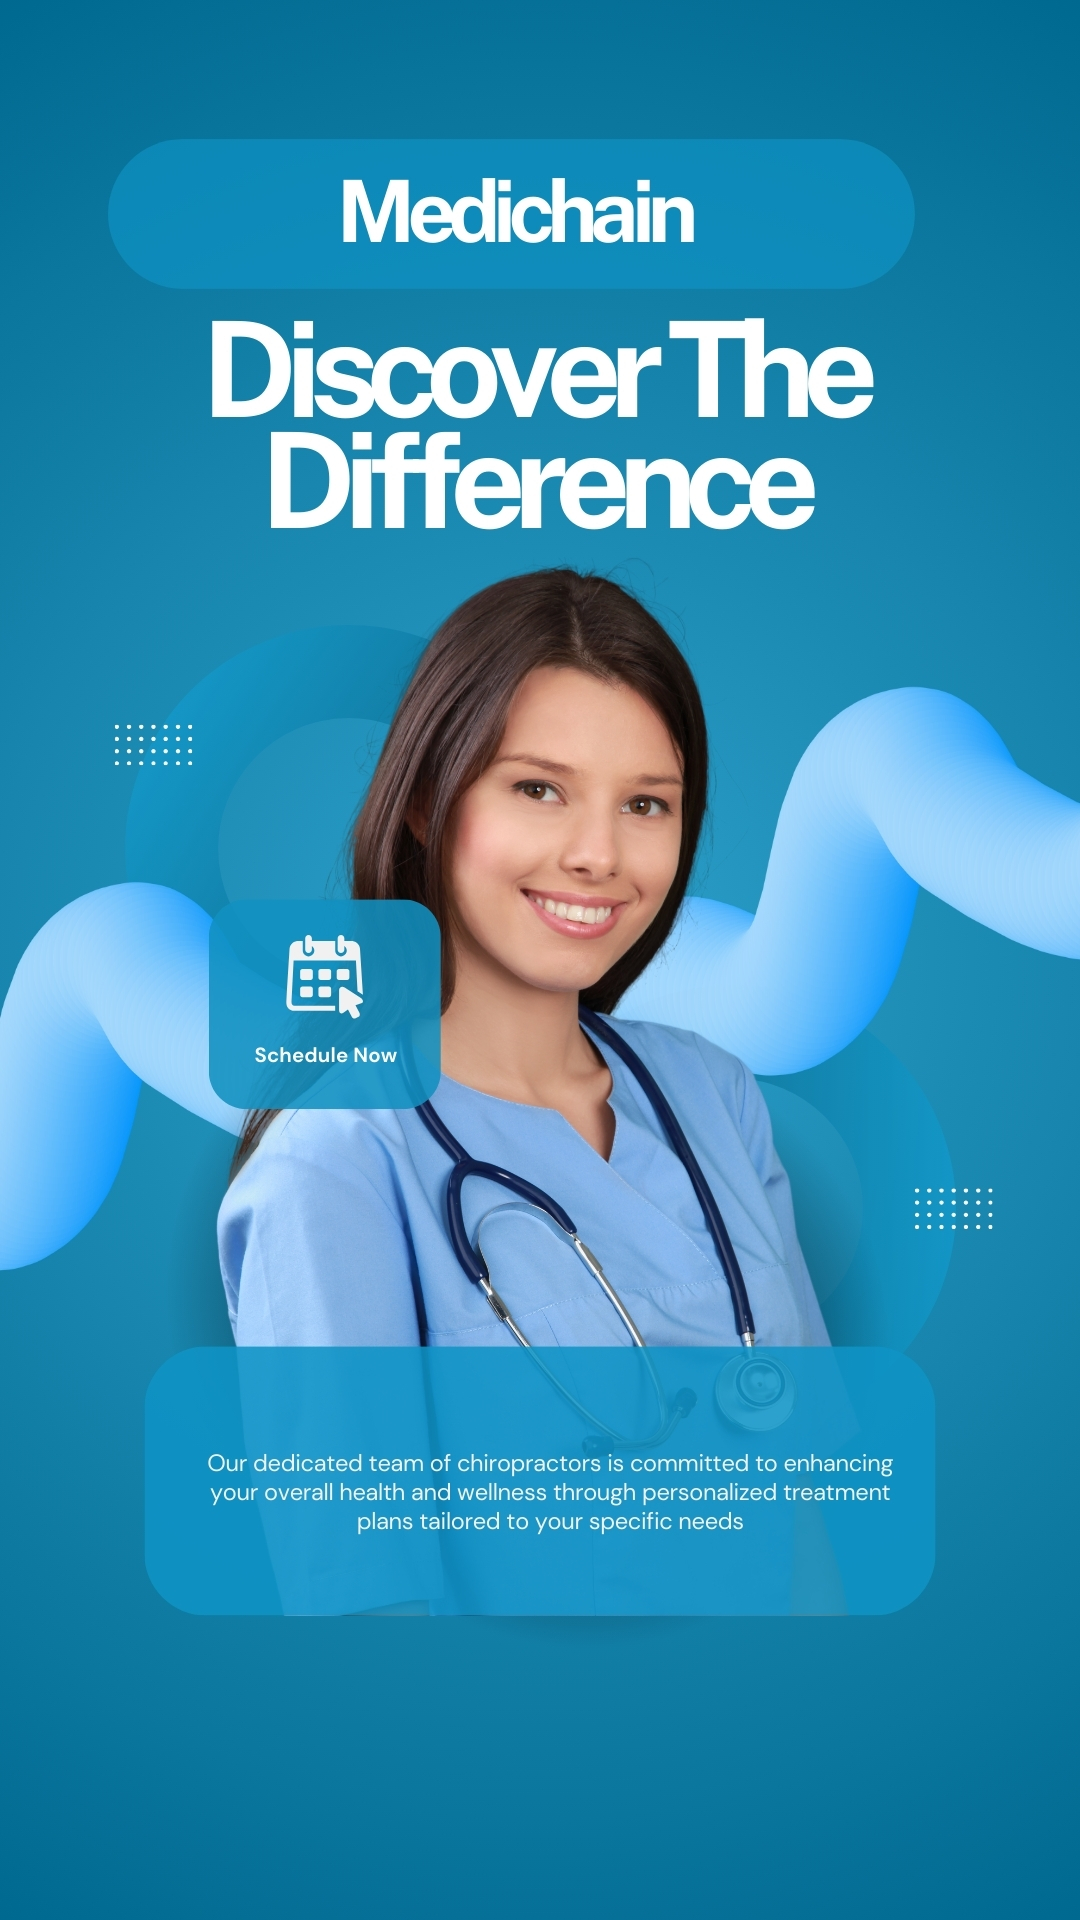 Medichain
Discover The
Difference
Schedule Now
Our dedicated team of chiropractors is committed to enhancing
your overall health and wellness through personalized treatment
plans tailored to your specific needs